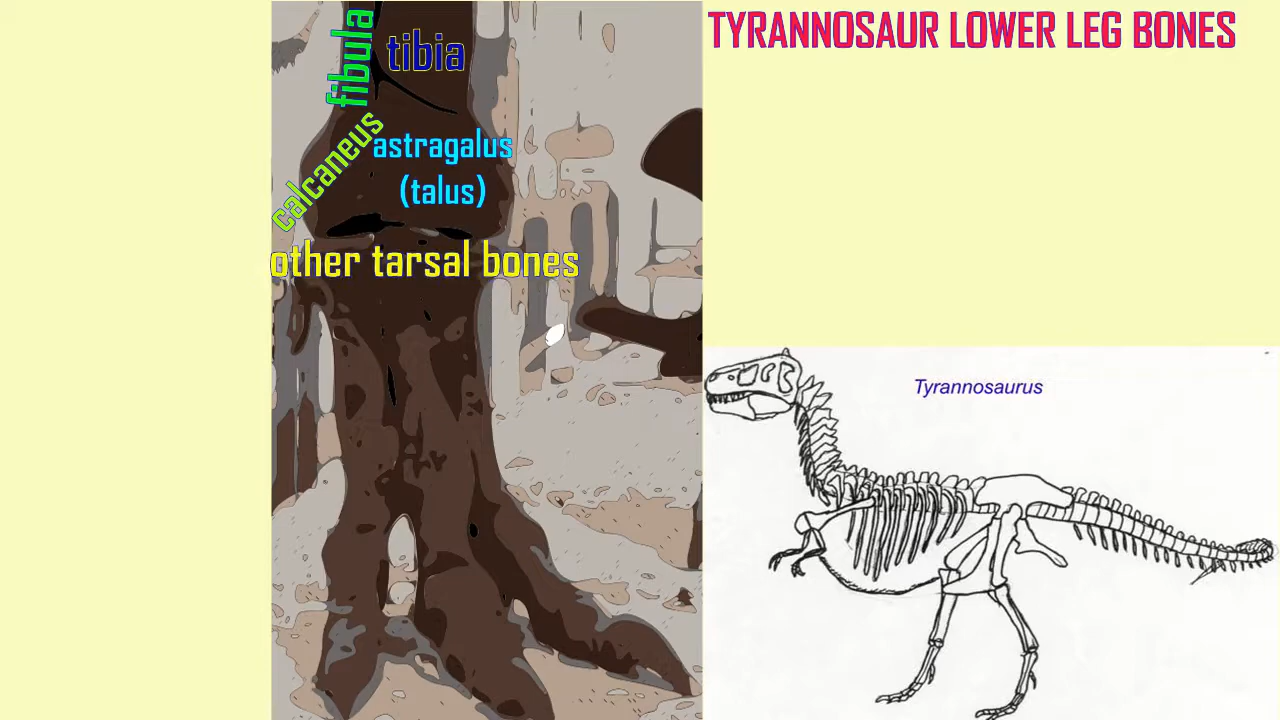 TYRANNOSAUR LOWER LEG BONES
fibula
tibia
calcaneus
astragalus
(talus)
other tarsal bones
Tyrannosaurus